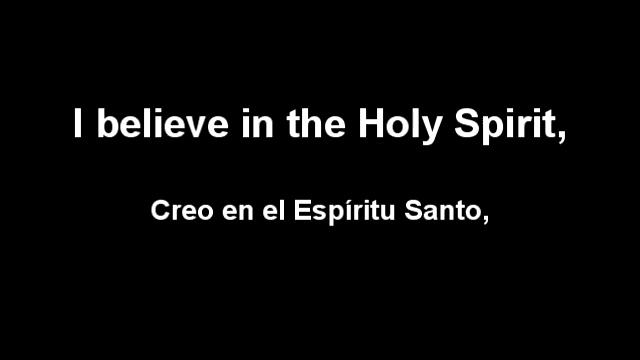 I believe in the Holy Spirit,
Creo en el Espíritu Santo,